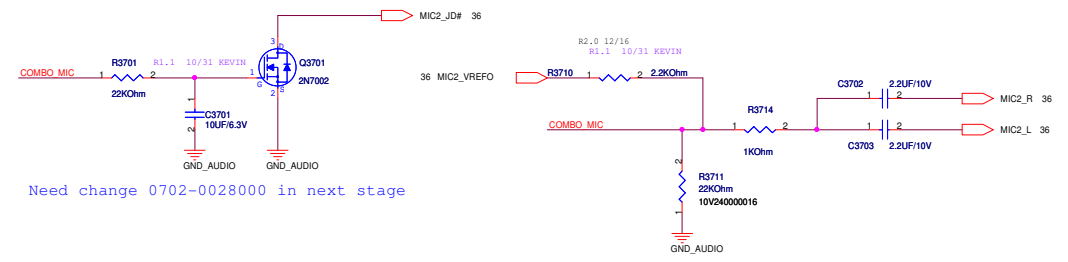 MIC2_JD# 36
3
D
R3701
R1.1 10/31 KEVIN
Q3701
COMBO_MIC
1
2
1
G
2N7002
22KOhm
2
S
1
C3701
10UF/6.3V
2
GND_AUDIO
GND_AUDIO
Need change 0702-0028000 in next stage
R2.0 12/16
R1.1 10/31 KEVIN
36 MIC2_VREFO
R3710
1
2
2.2KOhm
C3702
2.2UF/10V
1
2
MIC2_R 36
R3714
COMBO_MIC
1
2
1
2
MIC2_L 36
1KOhm
C3703
2.2UF/10V
2
R3711
22KOhm
10V240000016
1
GND_AUDIO